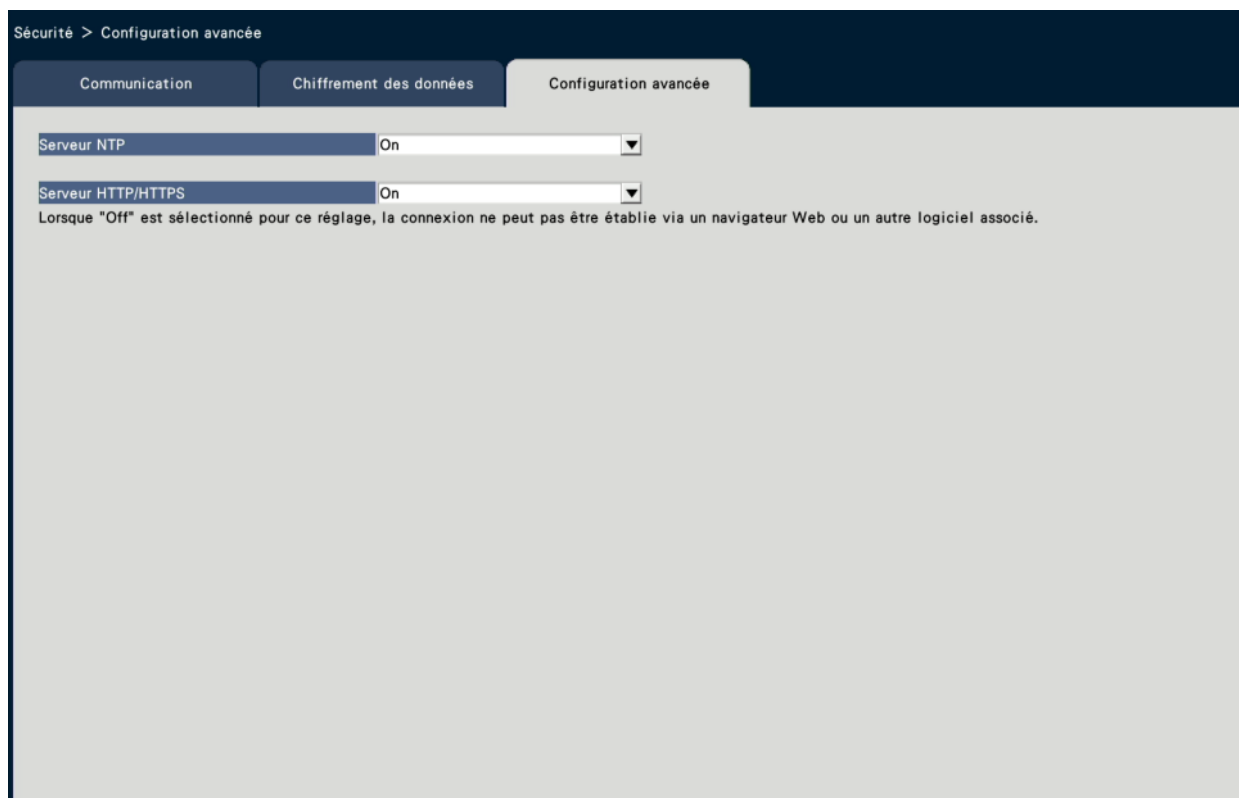 Sécurité > Configuration avancée
Communication
Chiffrement des données
Configuration avancée
Serveur NTP
On
Serveur HTTP/HTTPS
On
Lorsque "Off" est sélectionné pour ce réglage, la connexion ne peut pas être établie via un navigateur Web ou un autre logiciel associé.